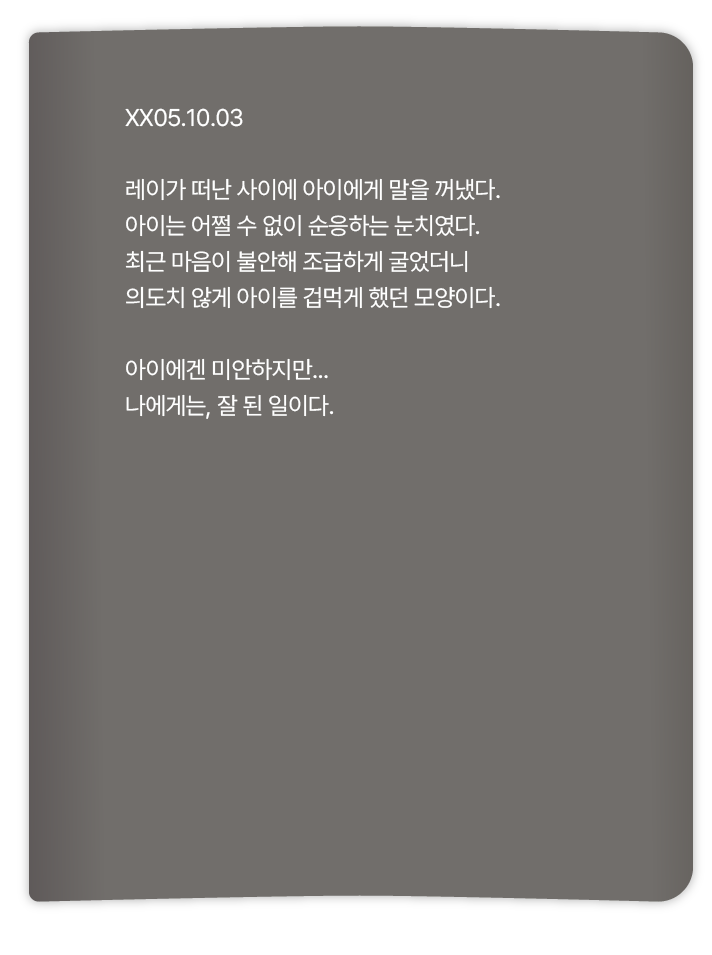 XX05.10.03
레이가 떠난 사이에 아이에게 말을 꺼냈다.
아이는 어쩔 수 없이 순응하는 눈치였다.
최근 마음이 불안해 조급하게 굴었더니
의도치 않게 아이를 겁먹게 했던 모양이다.
아이에겐 미안하지만...
나에게는, 잘 된 일이다.